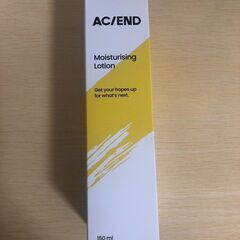 AC/END
Moisturising
Lotion
Get your hopes up
for what's next.
150 ml